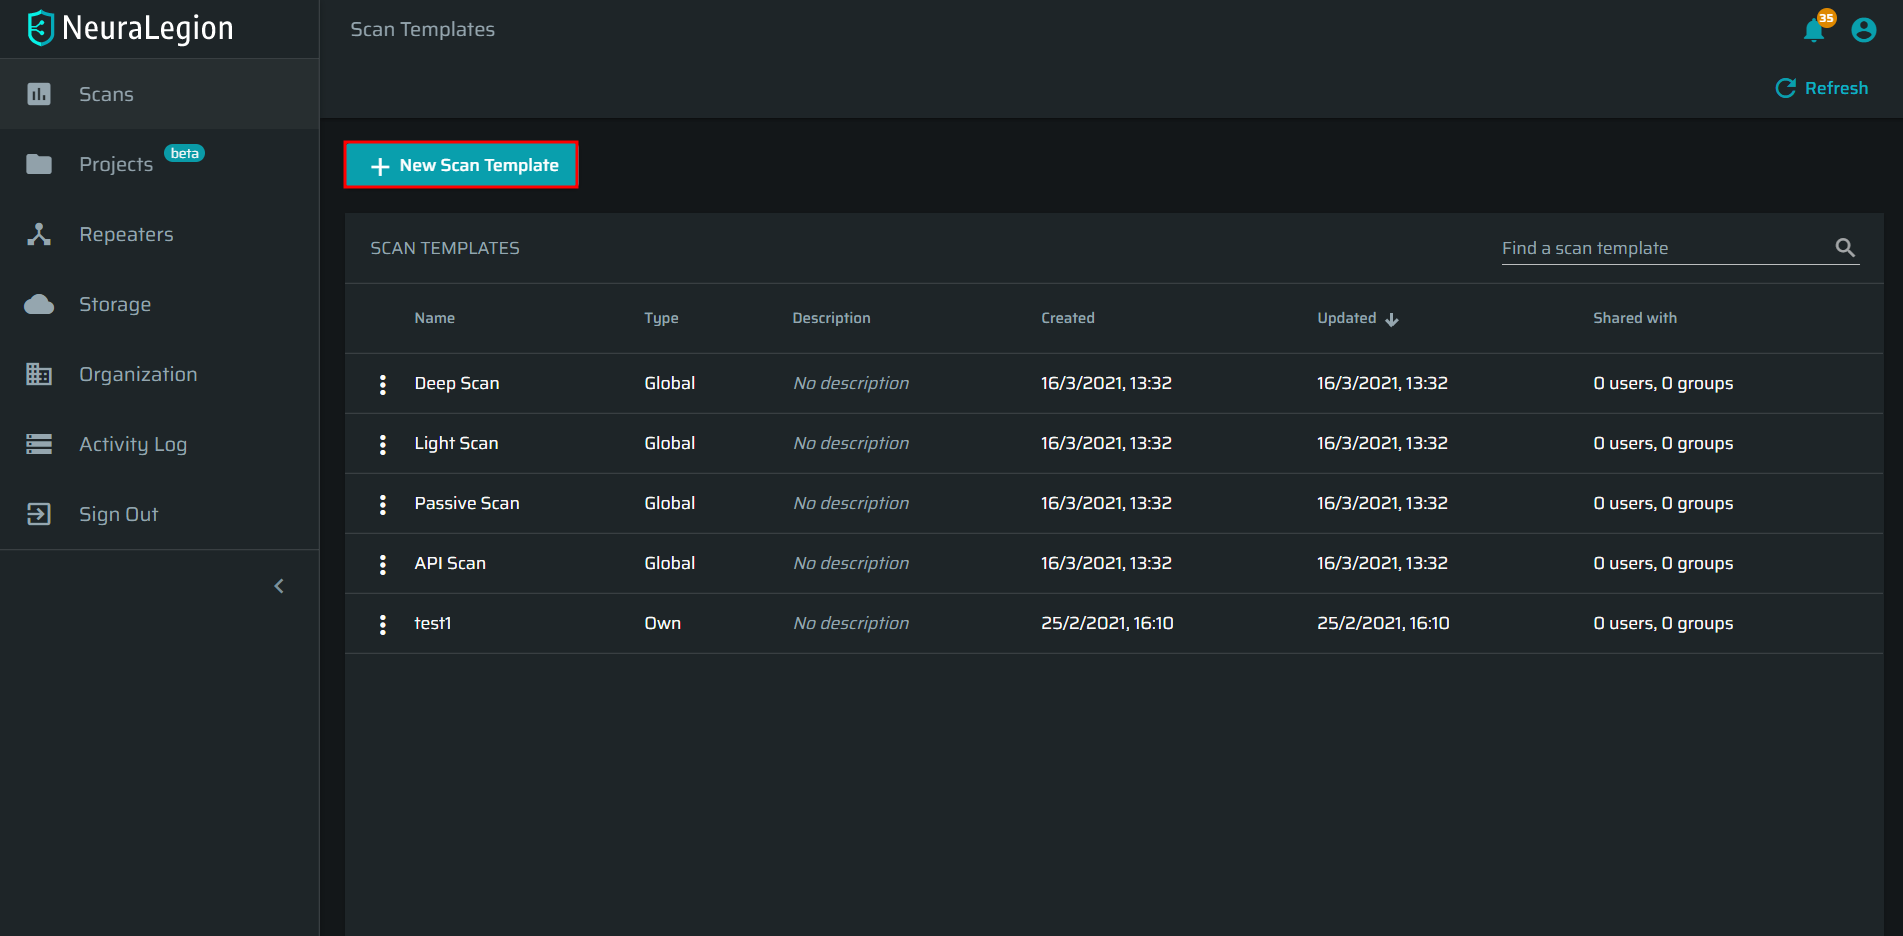 NeuraLegion
Scan Templates
35
Refresh
Scans
Projects beta
Repeaters
Storage
Organization
Activity Log
Sign Out
New Scan Template
SCAN TEMPLATES
Find a scan template
Name Type Description Created Updated Shared with
Deep Scan Global No description 16/3/2021, 13:32 16/3/2021, 13:32 0 users, 0 groups
Light Scan Global No description 16/3/2021, 13:32 16/3/2021, 13:32 0 users, 0 groups
Passive Scan Global No description 16/3/2021, 13:32 16/3/2021, 13:32 0 users, 0 groups
API Scan Global No description 16/3/2021, 13:32 16/3/2021, 13:32 0 users, 0 groups
test1 Own No description 25/2/2021, 16:10 25/2/2021, 16:10 0 users, 0 groups